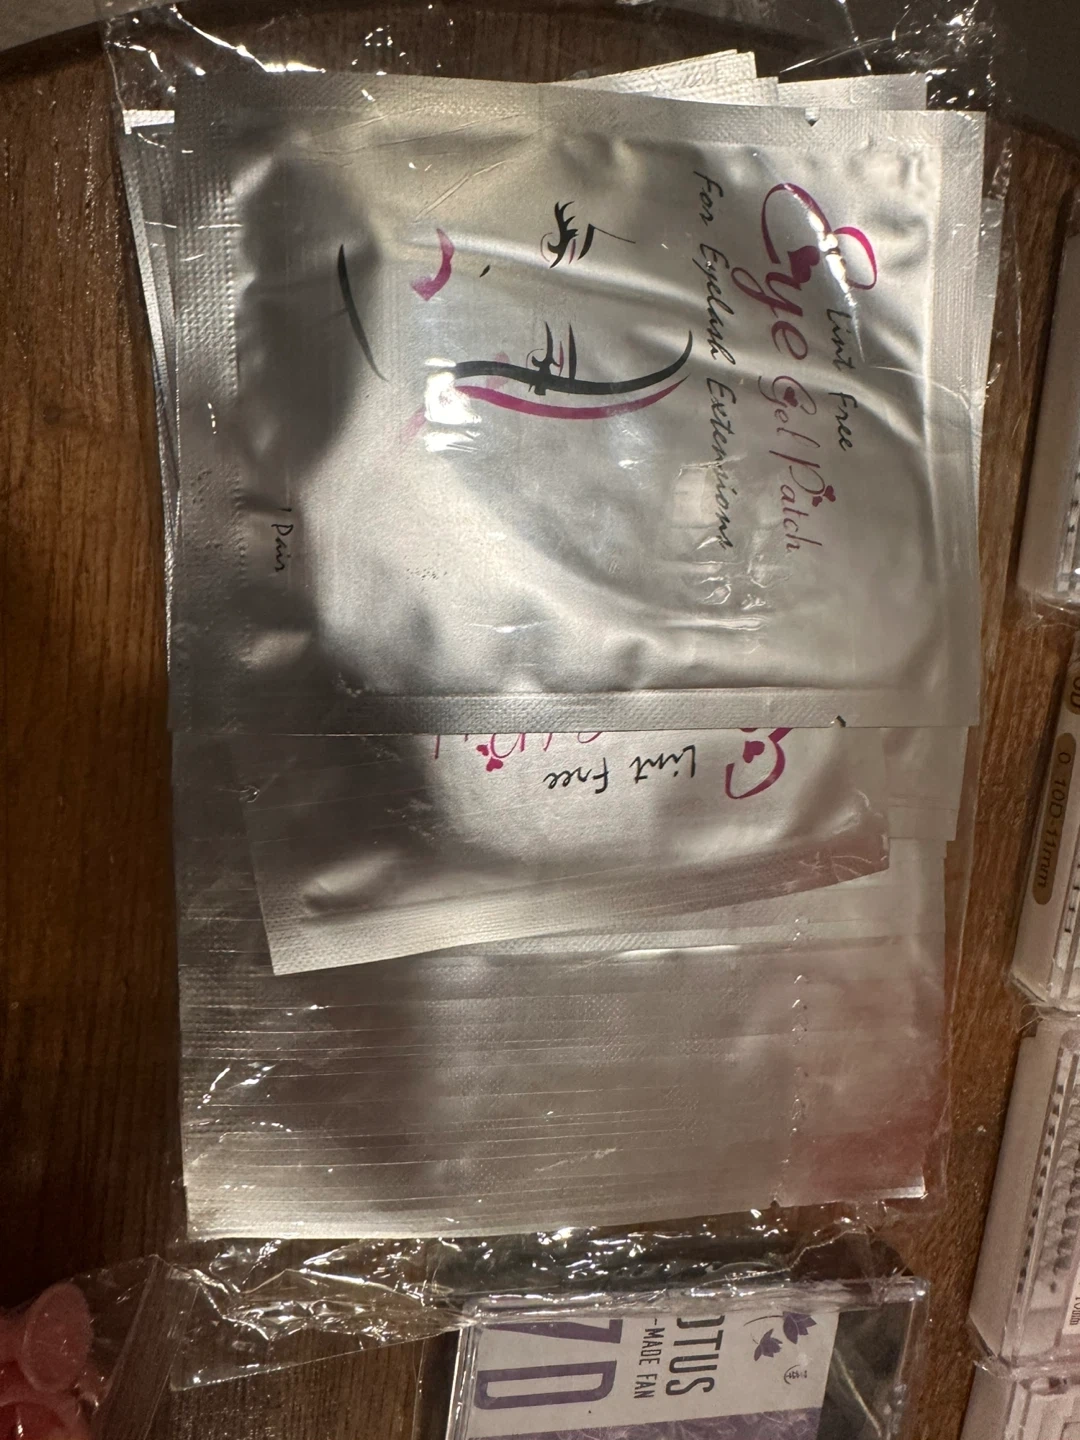 Lint Free
Eye Gel Patch
For Eyelash Extensions
1 Pair
Lint Free
0.10D-11mm
OTUS
-MADE FAN
7D